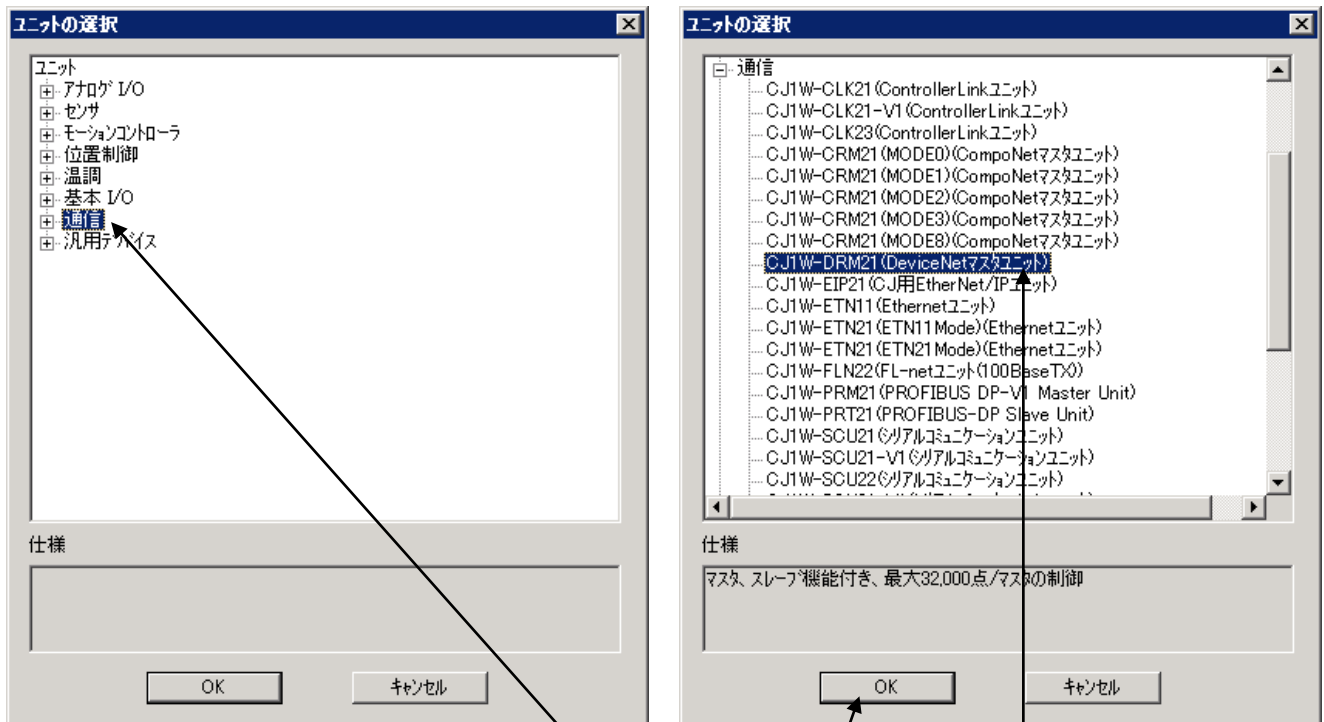 ユニットの選択
ユニット
アナログ I/O
センサ
モーションコントローラ
位置制御
温調
基本 I/O
通信
汎用デバイス
仕様
OK
キャンセル
ユニットの選択
通信
CJ1W-CLK21(ControllerLinkユニット)
CJ1W-CLK21-V1(ControllerLinkユニット)
CJ1W-CLK23(ControllerLinkユニット)
CJ1W-CRM21(MODE0)(CompoNetマスタユニット)
CJ1W-CRM21(MODE1)(CompoNetマスタユニット)
CJ1W-CRM21(MODE2)(CompoNetマスタユニット)
CJ1W-CRM21(MODE3)(CompoNetマスタユニット)
CJ1W-CRM21(MODE8)(CompoNetマスタユニット)
CJ1W-DRM21(DeviceNetマスタユニット)
CJ1W-EIP21(CJ用EtherNet/IPユニット)
CJ1W-ETN11(Ethernetユニット)
CJ1W-ETN21(ETN11Mode)(Ethernetユニット)
CJ1W-ETN21(ETN21Mode)(Ethernetユニット)
CJ1W-FLN22(FL-netユニット(100BaseTX))
CJ1W-PRM21(PROFIBUS DP-V1 Master Unit)
CJ1W-PRT21(PROFIBUS-DP Slave Unit)
CJ1W-SCU21(シリアルコミュニケーションユニット)
CJ1W-SCU21-V1(シリアルコミュニケーションユニット)
CJ1W-SCU22(シリアルコミュニケーションユニット)
仕様
マスタ、スレーブ機能付き、最大32,000点/マスタの制御
OK
キャンセル